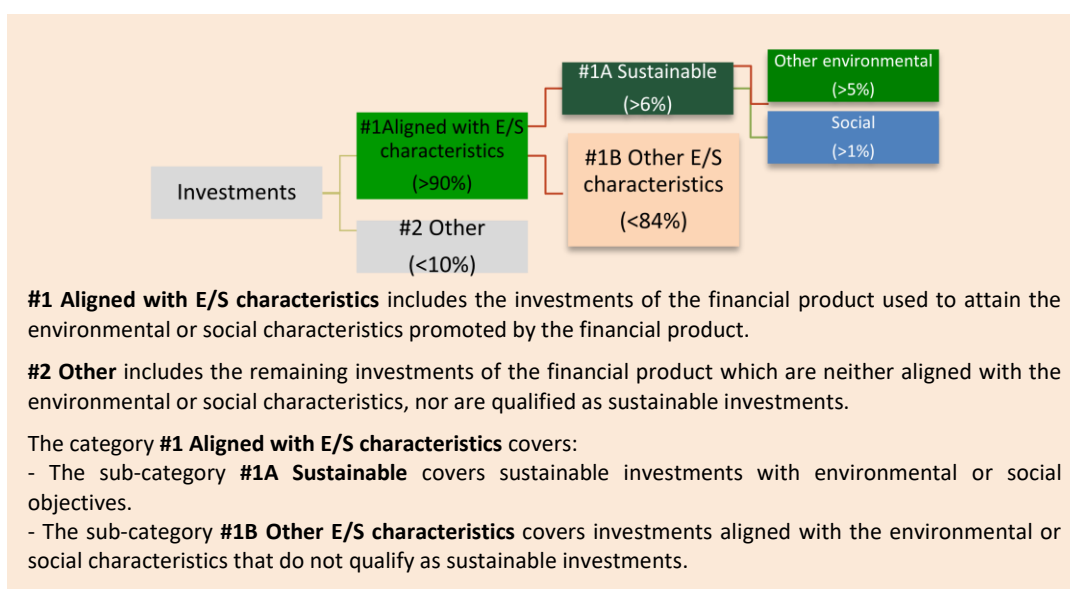 Investments
#1Aligned with E/S
characteristics
(>90%)
#2 Other
(<10%)
#1A Sustainable
(>6%)
#1B Other E/S
characteristics
(<84%)
Other environmental
(>5%)
Social
(>1%)
#1 Aligned with E/S characteristics includes the investments of the financial product used to attain the
environmental or social characteristics promoted by the financial product.
#2 Other includes the remaining investments of the financial product which are neither aligned with the
environmental or social characteristics, nor are qualified as sustainable investments.
The category #1 Aligned with E/S characteristics covers:
- The sub-category #1A Sustainable covers sustainable investments with environmental or social
objectives.
- The sub-category #1B Other E/S characteristics covers investments aligned with the environmental or
social characteristics that do not qualify as sustainable investments.